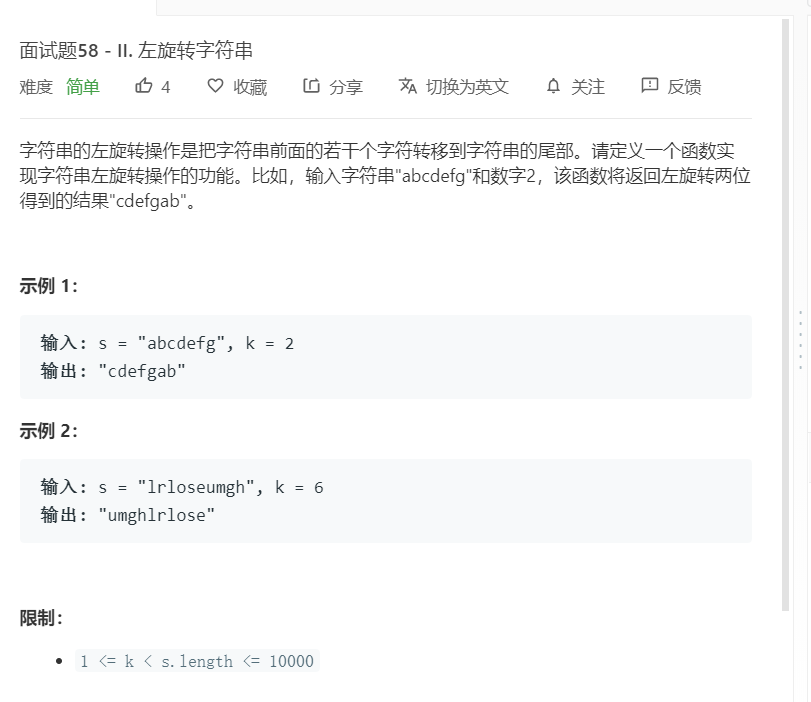 面试题58 - II. 左旋转字符串
难度 简单 4 收藏 分享 切换为英文 关注 反馈
字符串的左旋转操作是把字符串前面的若干个字符转移到字符串的尾部。请定义一个函数实
现字符串左旋转操作的功能。比如，输入字符串"abcdefg"和数字2，该函数将返回左旋转两位
得到的结果"cdefgab"。
示例 1：
输入: s = "abcdefg", k = 2
输出: "cdefgab"
示例 2：
输入: s = "lrloseumgh", k = 6
输出: "umghlrlose"
限制：
1 <= k < s.length <= 10000